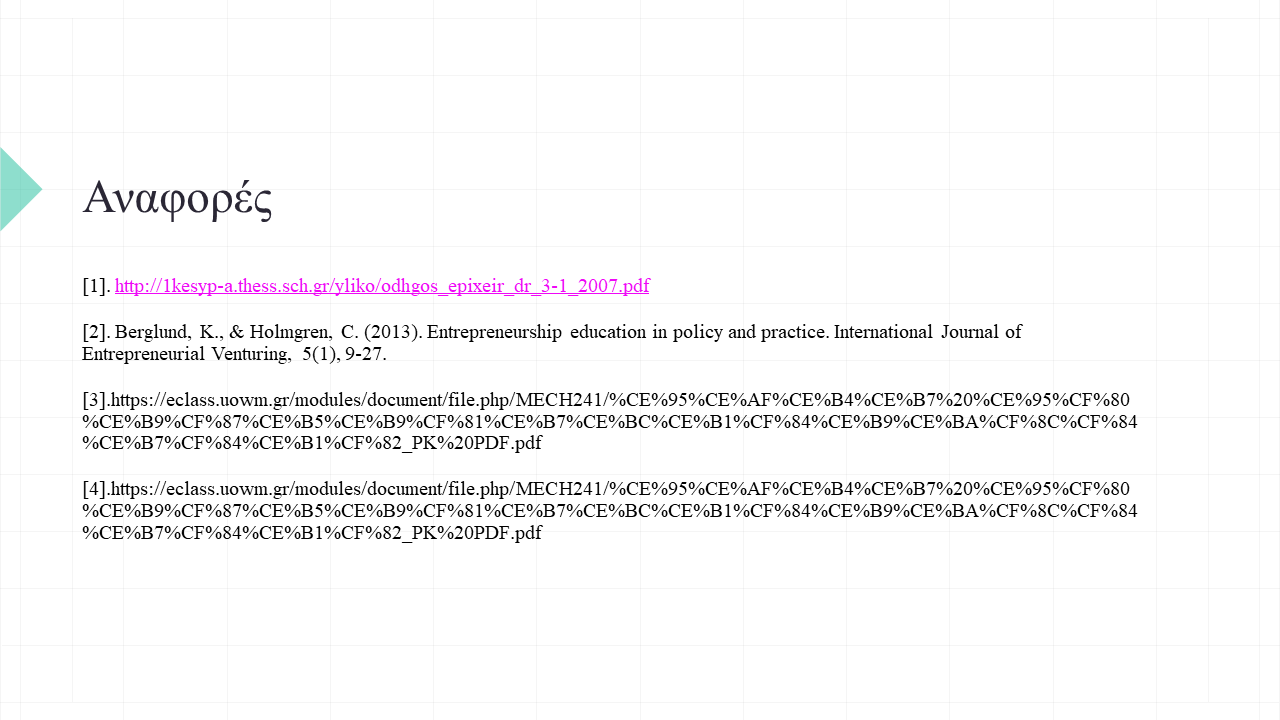 Αναφορές
[1]. http://1kesyp-a.thess.sch.gr/yliko/odhgos_epixeir_dr_3-1_2007.pdf
[2]. Berglund, K., & Holmgren, C. (2013). Entrepreneurship education in policy and practice. International Journal of
Entrepreneurial Venturing, 5(1), 9-27.
[3].https://eclass.uowm.gr/modules/document/file.php/MECH241/%CE%95%CE%AF%CE%B4%CE%B7%20%CE%95%CF%80
%CE%B9%CF%87%CE%B5%CE%B9%CF%81%CE%B7%CE%BC%CE%B1%CF%84%CE%B9%CE%BA%CF%8C%CF%84
%CE%B7%CF%84%CE%B1%CF%82_PK%20PDF.pdf
[4].https://eclass.uowm.gr/modules/document/file.php/MECH241/%CE%95%CE%AF%CE%B4%CE%B7%20%CE%95%CF%80
%CE%B9%CF%87%CE%B5%CE%B9%CF%81%CE%B7%CE%BC%CE%B1%CF%84%CE%B9%CE%BA%CF%8C%CF%84
%CE%B7%CF%84%CE%B1%CF%82_PK%20PDF.pdf